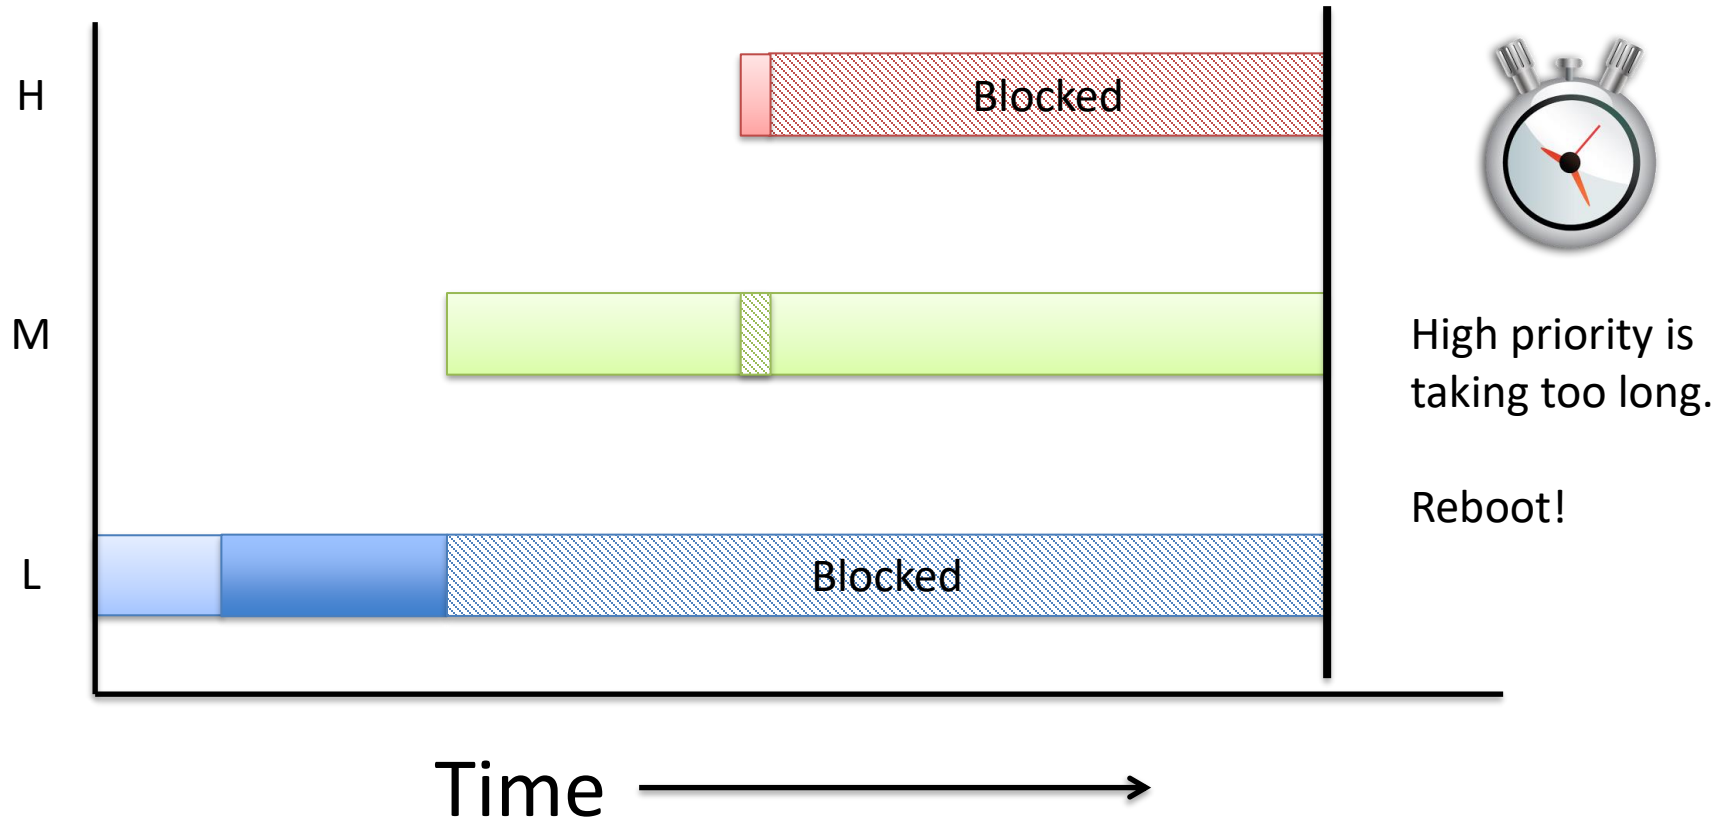 H
Blocked
M
High priority is
taking too long.
Reboot!
L
Blocked
Time